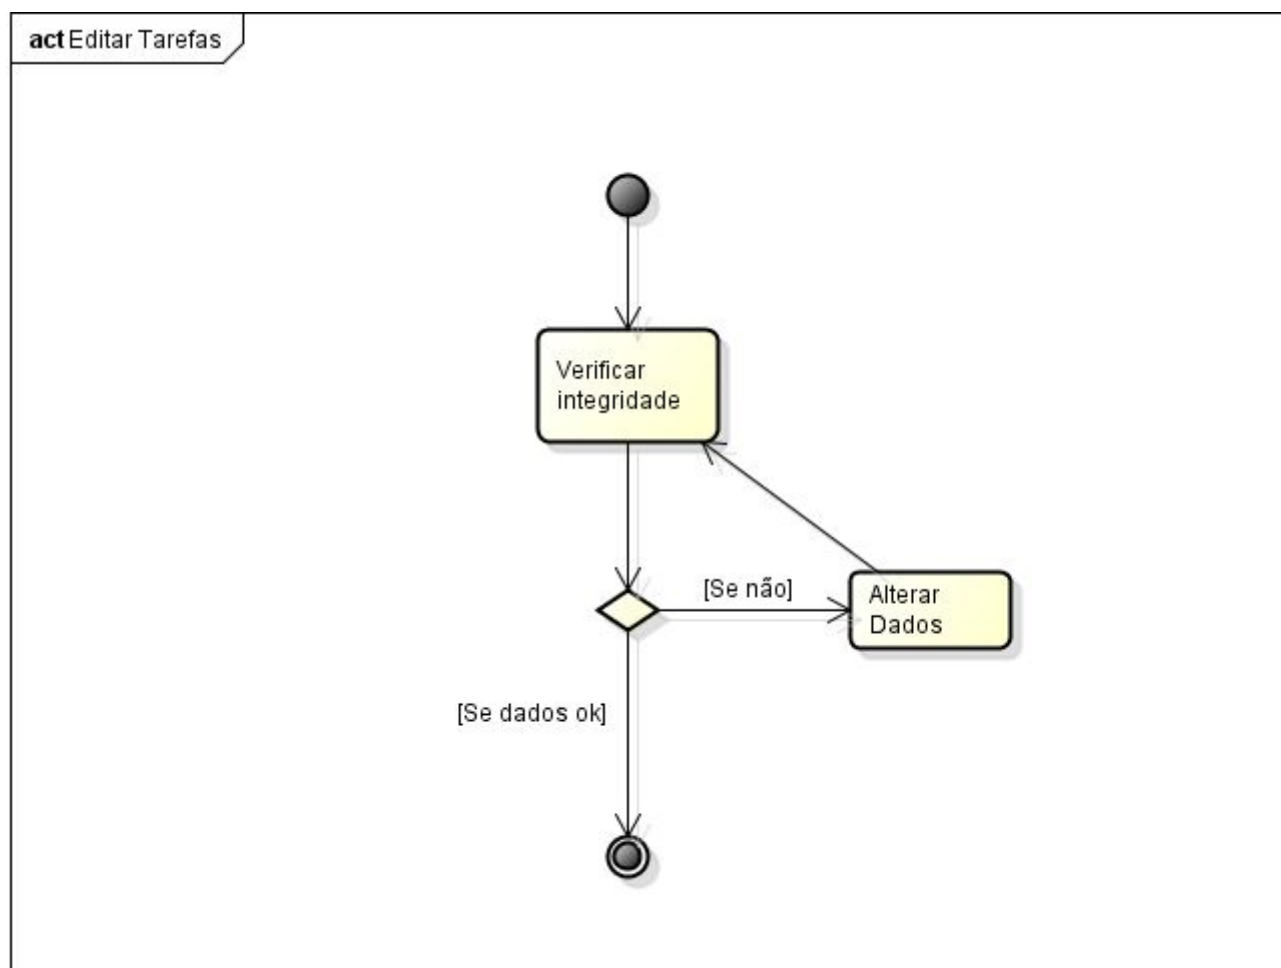 act Editar Tarefas
Verificar
integridade
[Se não]
Alterar
Dados
[Se dados ok]